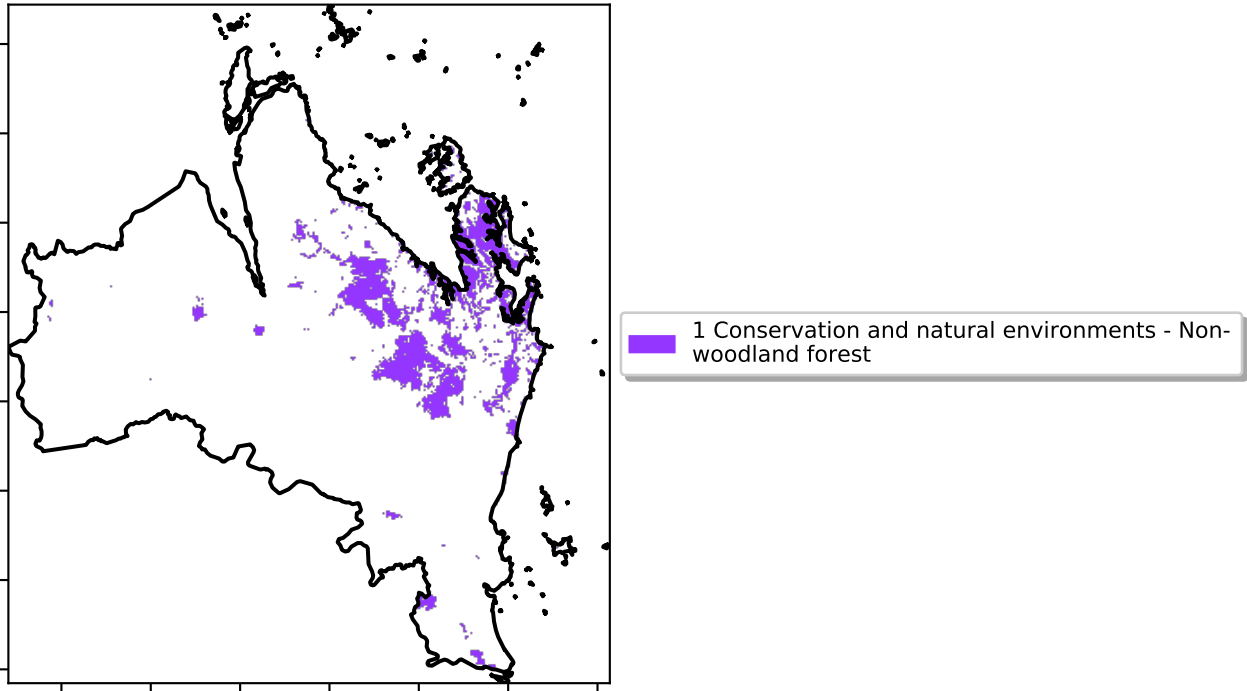 1 Conservation and natural environments - Non-
woodland forest